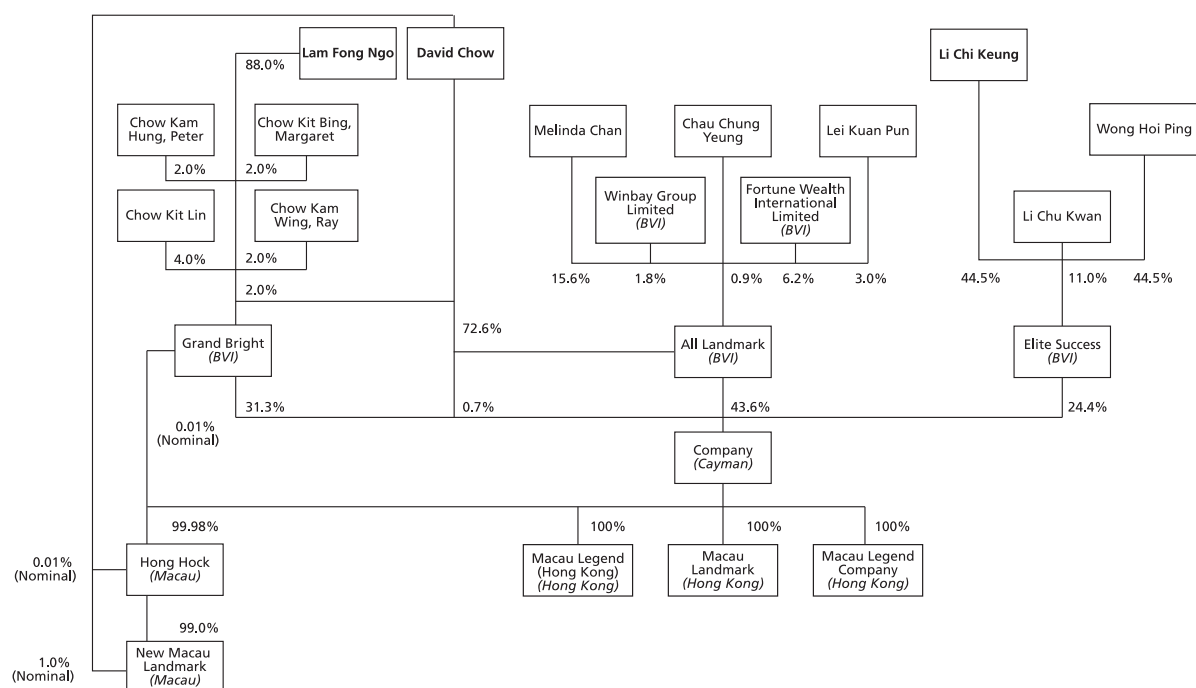 Lam Fong Ngo
David Chow
Li Chi Keung
88.0%
Chow Kam
Hung, Peter
Chow Kit Bing,
Margaret
Melinda Chan
Chau Chung
Yeung
Lei Kuan Pun
Wong Hoi Ping
2.0%
2.0%
Winbay Group
Limited
(BVI)
Fortune Wealth
International
Limited
(BVI)
Chow Kit Lin
Chow Kam
Wing, Ray
Li Chu Kwan
4.0%
2.0%
15.6%
1.8%
0.9%
6.2%
3.0%
44.5%
11.0%
44.5%
2.0%
72.6%
Grand Bright
(BVI)
All Landmark
(BVI)
Elite Success
(BVI)
31.3%
0.7%
43.6%
24.4%
0.01%
(Nominal)
Company
(Cayman)
99.98%
100%
100%
100%
0.01%
(Nominal)
Hong Hock
(Macau)
Macau Legend
(Hong Kong)
(Hong Kong)
Macau
Landmark
(Hong Kong)
Macau Legend
Company
(Hong Kong)
99.0%
1.0%
(Nominal)
New Macau
Landmark
(Macau)